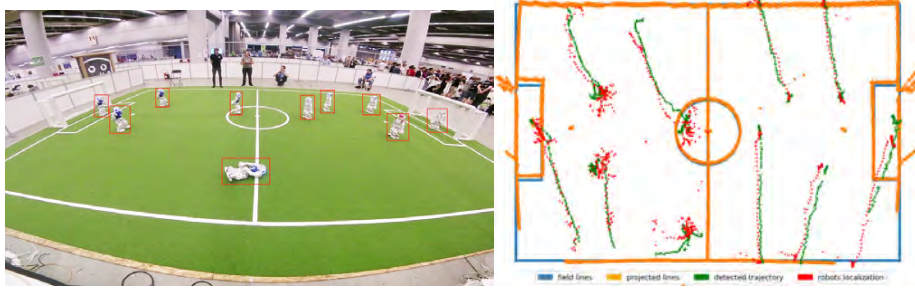 field lines projected lines detected trajectory robots localization